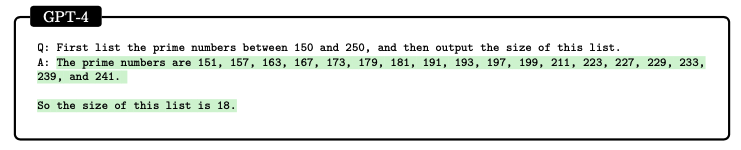 GPT-4
Q: First list the prime numbers between 150 and 250, and then output the size of this list.
A: The prime numbers are 151, 157, 163, 167, 173, 179, 181, 191, 193, 197, 199, 211, 223, 227, 229, 233,
239, and 241.
So the size of this list is 18.